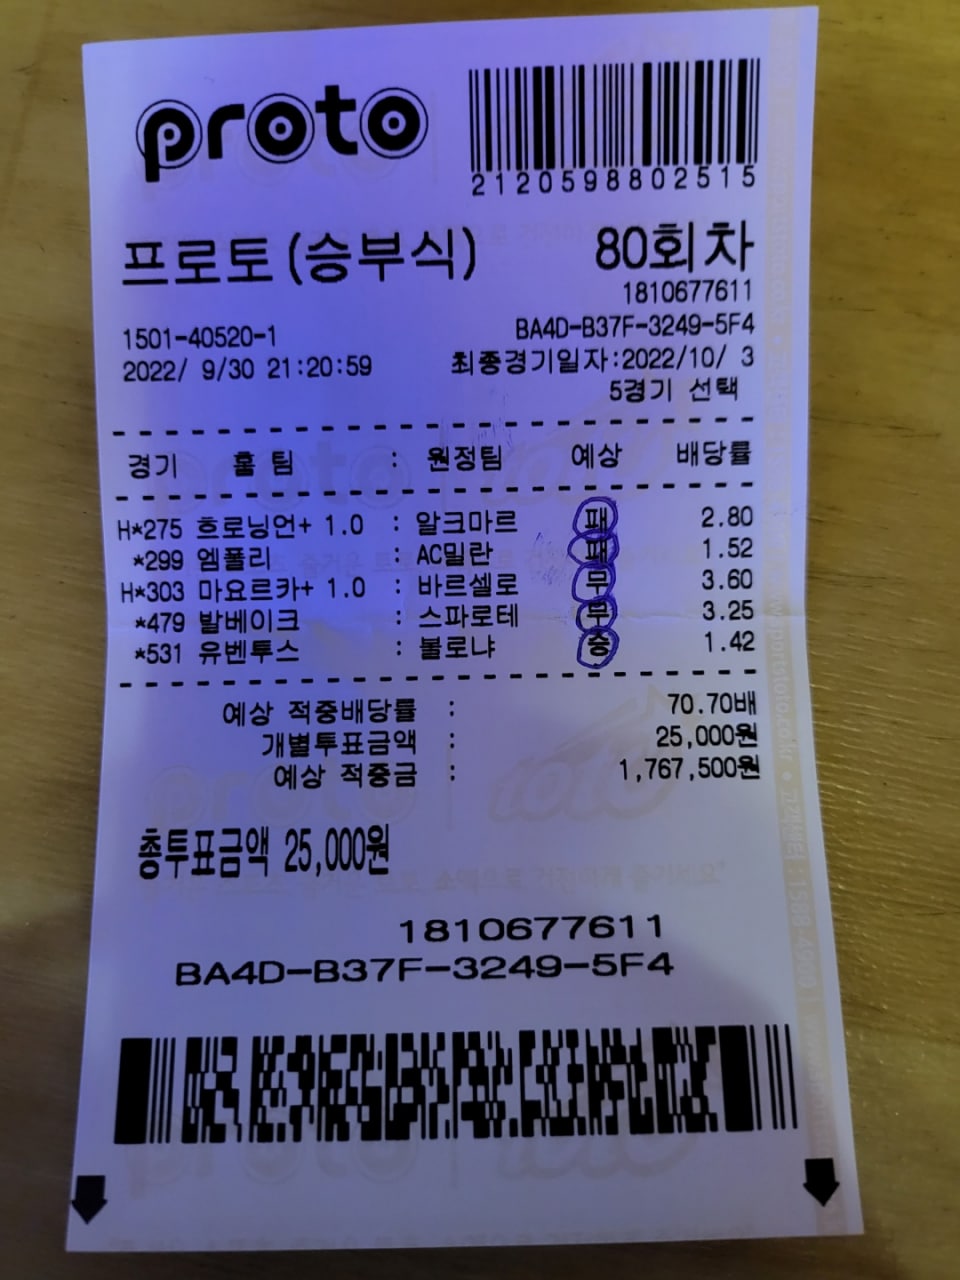 proto
2120598802515
프로토(승부식) 80회차
1810677611
1501-40520-1 BA4D-B37F-3249-5F4
2022/ 9/30 21:20:59 최종경기일자:2022/10/ 3
5경기 선택
경기 홈 팀 : 원정팀 예상 배당률
H*275 흐로닝언+ 1.0 : 알크마르 패 2.80
*299 엠폴리 : AC밀란 패 1.52
H*303 마요르카+ 1.0 : 바르셀로 무 3.60
*479 발베이크 : 스파로테 무 3.25
*531 유벤투스 : 볼로냐 승 1.42
예상 적중배당률 : 70.70배
개별투표금액 : 25,000원
예상 적중금 : 1,767,500원
총투표금액 25,000원
1810677611
BA4D-B37F-3249-5F4